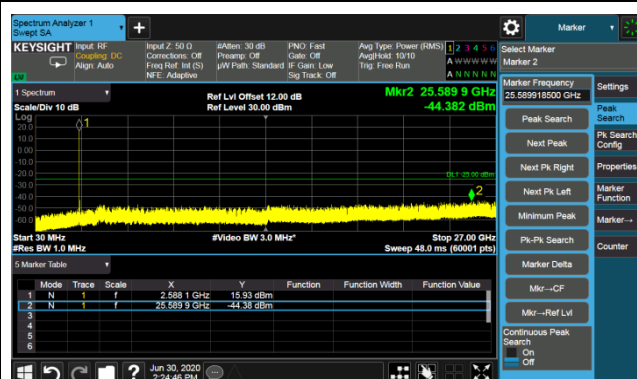 Spectrum Analyzer 1
Swept SA
Marker
KEYSIGHT
Input: RF
Coupling: DC
Align: Auto
Input Z: 50 Ω
Corrections: Off
Freq Ref: Int (S)
NFE: Adaptive
#Atten: 30 dB
Preamp: Off
µW Path: Standard
PNO: Fast
Gate: Off
IF Gain: Low
Sig Track: Off
Avg Type: Power (RMS)
Avg|Hold: 10/10
Trig: Free Run
1 2 3 4 5 6
A W W W W W
A N N N N N
LV
Select Marker
Marker 2
1 Spectrum
Scale/Div 10 dB
Log
Ref Lvl Offset 12.00 dB
Ref Level 30.00 dBm
Mkr2 25.589 9 GHz
-44.382 dBm
20.0
10.0
0.00
-10.0
-20.0
-30.0
-40.0
-50.0
-60.0
1
DL1 -25.00 dBm
2
Start 30 MHz
#Res BW 1.0 MHz
#Video BW 3.0 MHz*
Stop 27.00 GHz
Sweep 48.0 ms (60001 pts)
5 Marker Table
Mode Trace Scale X Y Function Function Width Function Value
1 N 1 f 2.588 1 GHz 15.93 dBm
2 N 1 f 25.589 9 GHz -44.38 dBm
3
4
5
6
Jun 30, 2020
2:24:46 PM
Marker Frequency
25.589918500 GHz
Peak Search
Next Peak
Next Pk Right
Next Pk Left
Minimum Peak
Pk-Pk Search
Marker Delta
Mkr→CF
Mkr→Ref Lvl
Continuous Peak
Search
On
Off
Settings
Peak
Search
Pk Search
Config
Properties
Marker
Function
Marker→
Counter